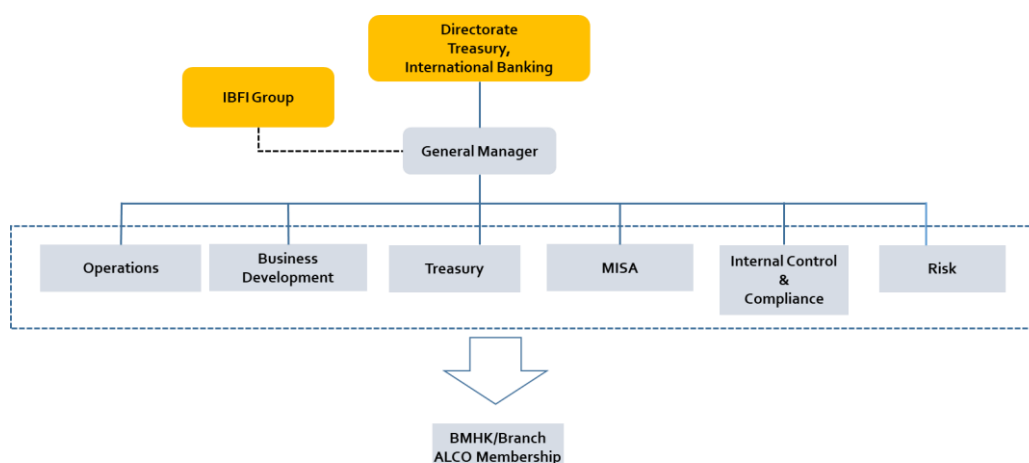 Directorate
Treasury,
International Banking
IBFI Group
General Manager
Operations
Business
Development
Treasury
MISA
Internal Control
&
Compliance
Risk
BMHK/Branch
ALCO Membership